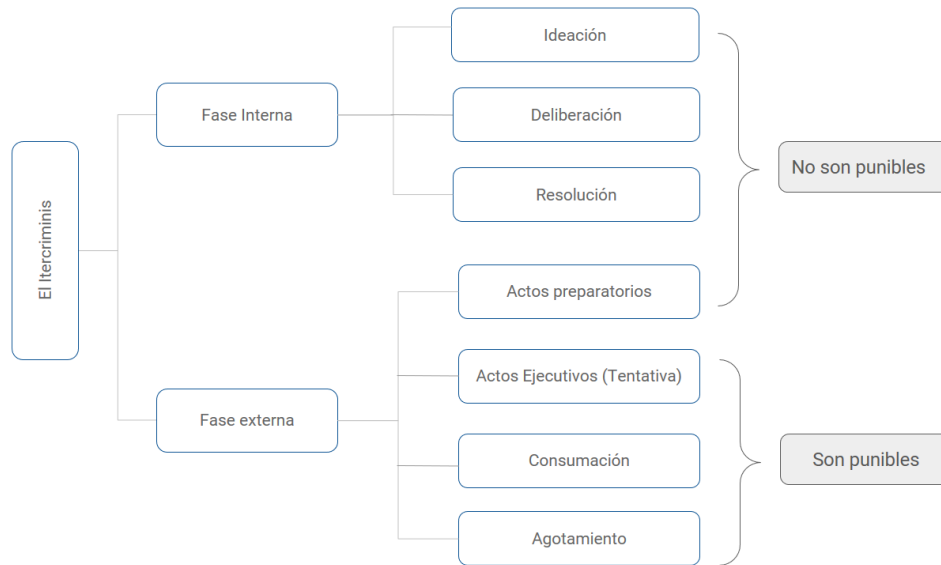 El Itercriminis
Fase Interna
Ideación
Deliberación
Resolución
No son punibles
Fase externa
Actos preparatorios
Actos Ejecutivos (Tentativa)
Consumación
Agotamiento
Son punibles